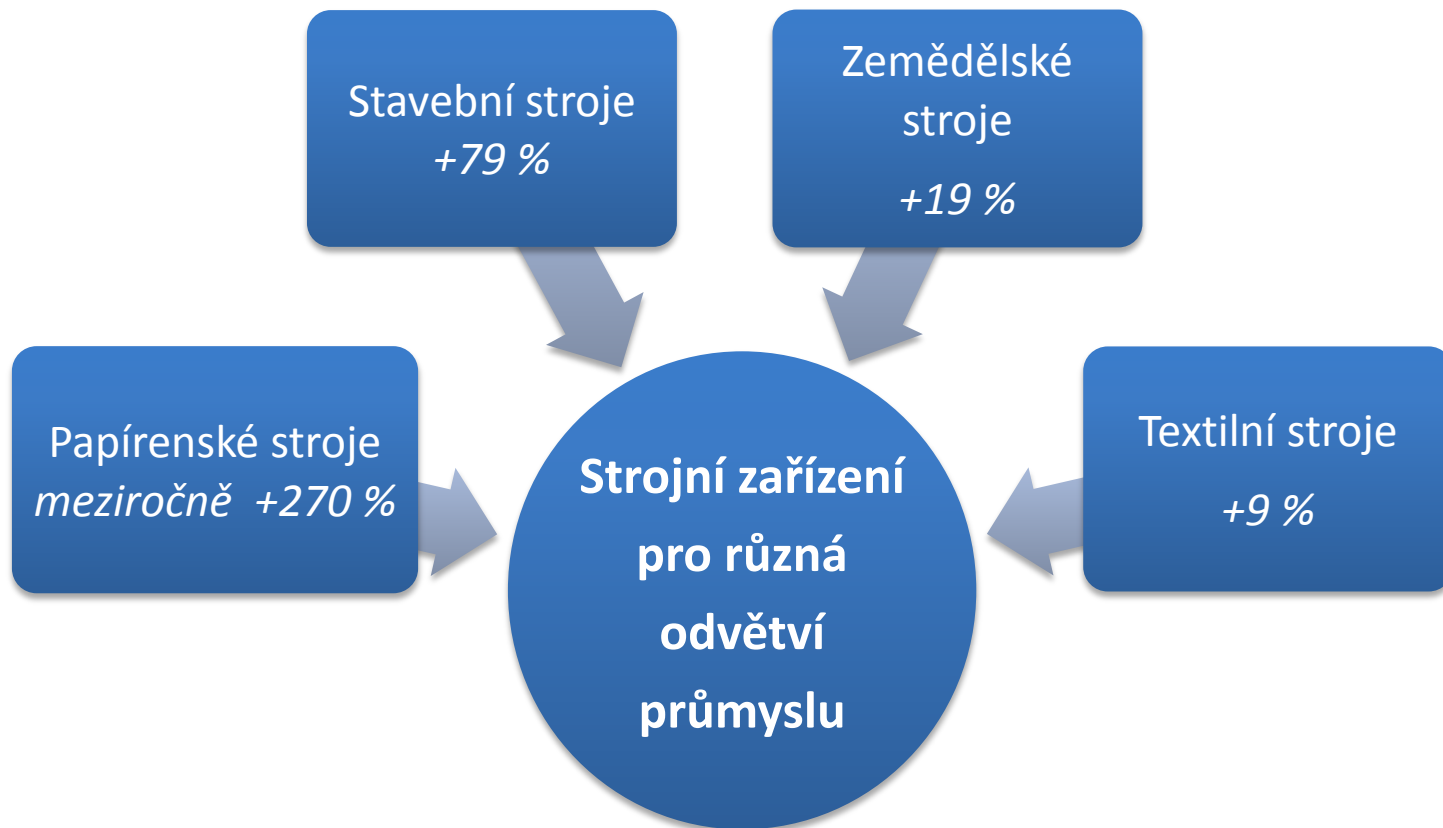 Stavební stroje
+79 %
Zemědělské
stroje
+19 %
Papírenské stroje
meziročně +270 %
Textilní stroje
+9 %
Strojní zařízení
pro různá
odvětví
průmyslu